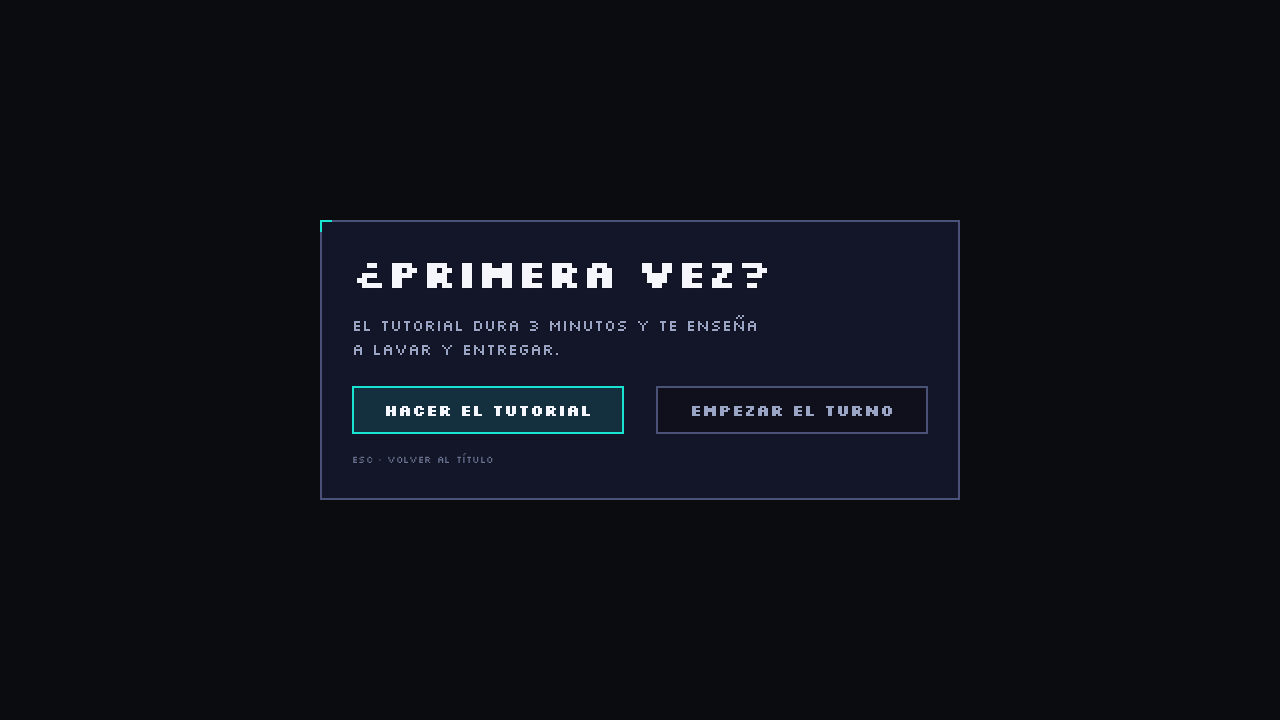 ¿PRIMERA VEZ?
EL TUTORIAL DURA 3 MINUTOS Y TE ENSEÑA
A LAVAR Y ENTREGAR.
HACER EL TUTORIAL
EMPEZAR EL TURNO
ESC · VOLVER AL TÍTULO